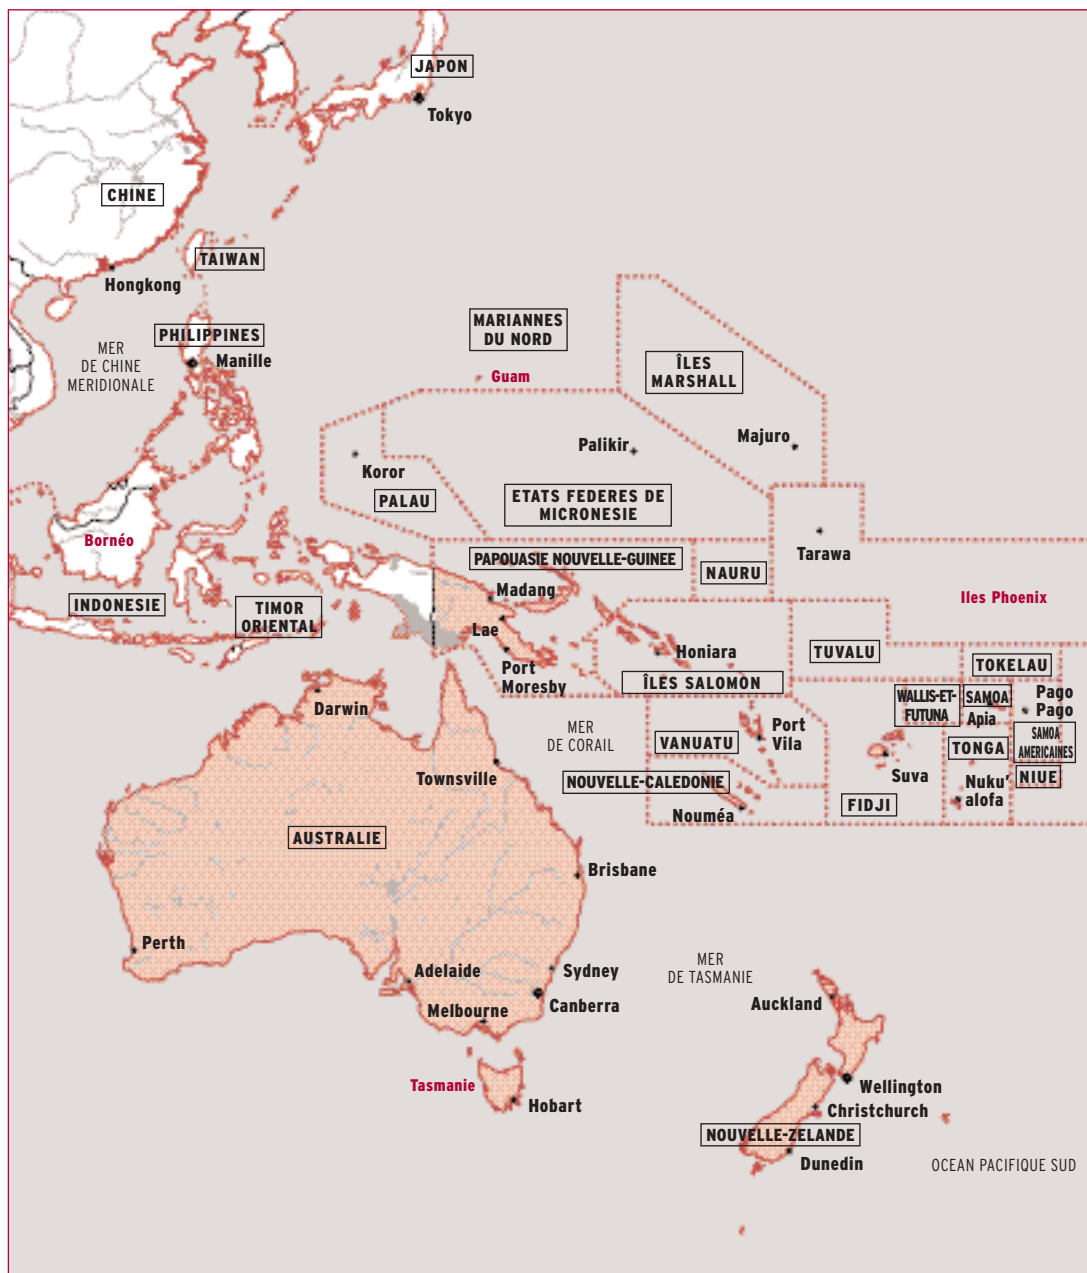 JAPON
Tokyo
CHINE
TAIWAN
Hongkong
PHILIPPINES
Manille
MER
DE CHINE
MERIDIONALE
MARIANNES
DU NORD
Guam
ÎLES
MARSHALL
Majuro
Palikir
Koror
PALAU
ETATS FEDERES DE
MICRONESIE
Tarawa
Bornéo
PAPOUASIE NOUVELLE-GUINEE
NAURU
Madang
INDONESIE
TIMOR
ORIENTAL
Iles Phoenix
Lae
Honiara
TUVALU
TOKELAU
Port
Moresby
ÎLES SALOMON
WALLIS-ET-
FUTUNA
SAMOA
Apia
Pago
Pago
Darwin
MER
DE CORAIL
VANUATU
Port
Vila
TONGA
SAMOA
AMERICAINES
Townsville
NOUVELLE-CALEDONIE
Suva
NIUE
Nuku'
alofa
Nouméa
FIDJI
AUSTRALIE
Brisbane
Perth
Adelaide
Sydney
MER
DE TASMANIE
Melbourne
Canberra
Auckland
Tasmanie
Hobart
Wellington
Christchurch
NOUVELLE-ZELANDE
Dunedin
OCEAN PACIFIQUE SUD